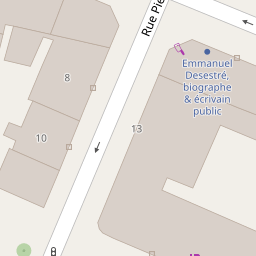 Rue Pie
8
Emmanuel
Desestré,
biographe
& écrivain
public
13
10